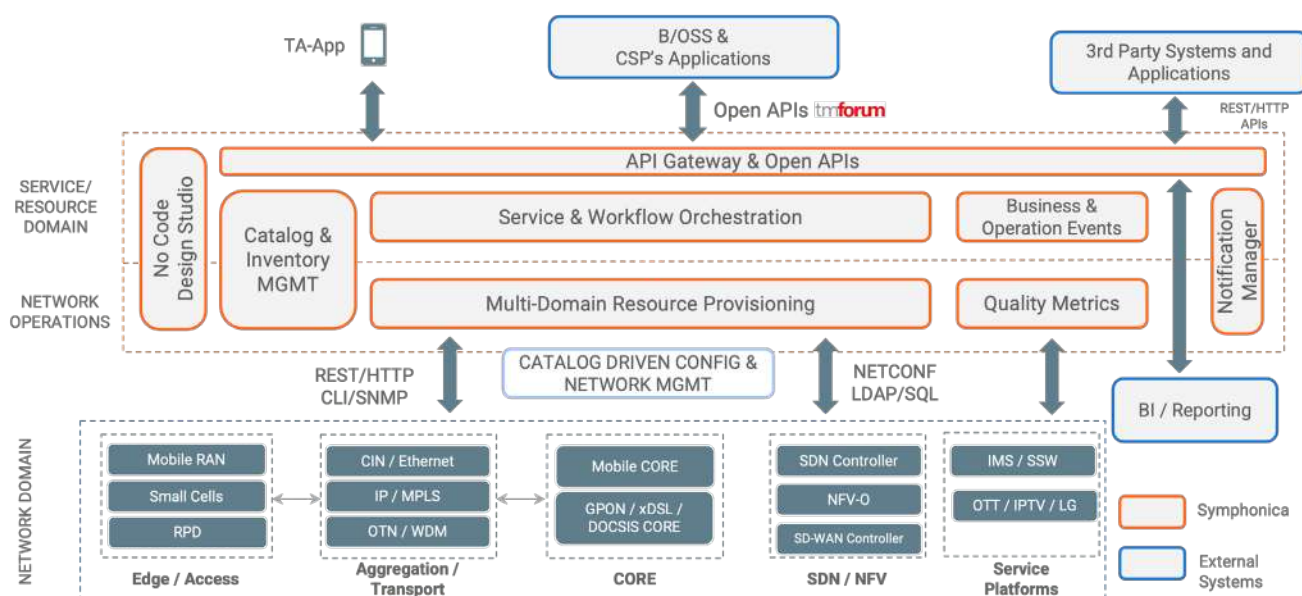 TA-App
B/OSS &
CSP's Applications
3rd Party Systems and
Applications
Open APIs tmforum
REST/HTTP
APIs
SERVICE/
RESOURCE
DOMAIN
NETWORK
OPERATIONS
No Code
Design Studio
API Gateway & Open APIs
Catalog &
Inventory
MGMT
Service & Workflow Orchestration
Business &
Operation Events
Notification
Manager
Multi-Domain Resource Provisioning
Quality Metrics
REST/HTTP
CLI/SNMP
CATALOG DRIVEN CONFIG &
NETWORK MGMT
NETCONF
LDAP/SQL
BI / Reporting
NETWORK DOMAIN
Mobile RAN
Small Cells
RPD
Edge / Access
CIN / Ethernet
IP / MPLS
OTN / WDM
Aggregation /
Transport
Mobile CORE
GPON / xDSL /
DOCSIS CORE
CORE
SDN Controller
NFV-O
SD-WAN Controller
SDN / NFV
IMS / SSW
OTT / IPTV / LG
Service
Platforms
Symphonica
External
Systems